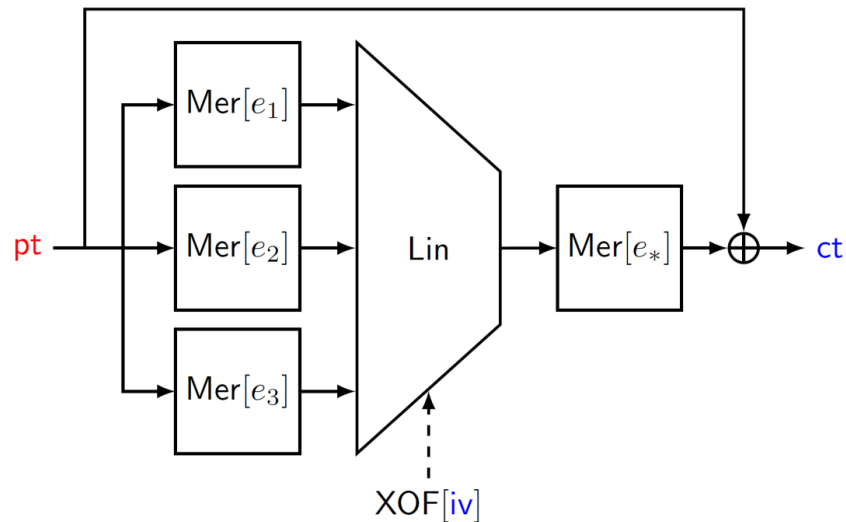 Mer[e₁]
pt
Mer[e₂]
Lin
Mer[e∗]
ct
Mer[e₃]
XOF[iv]